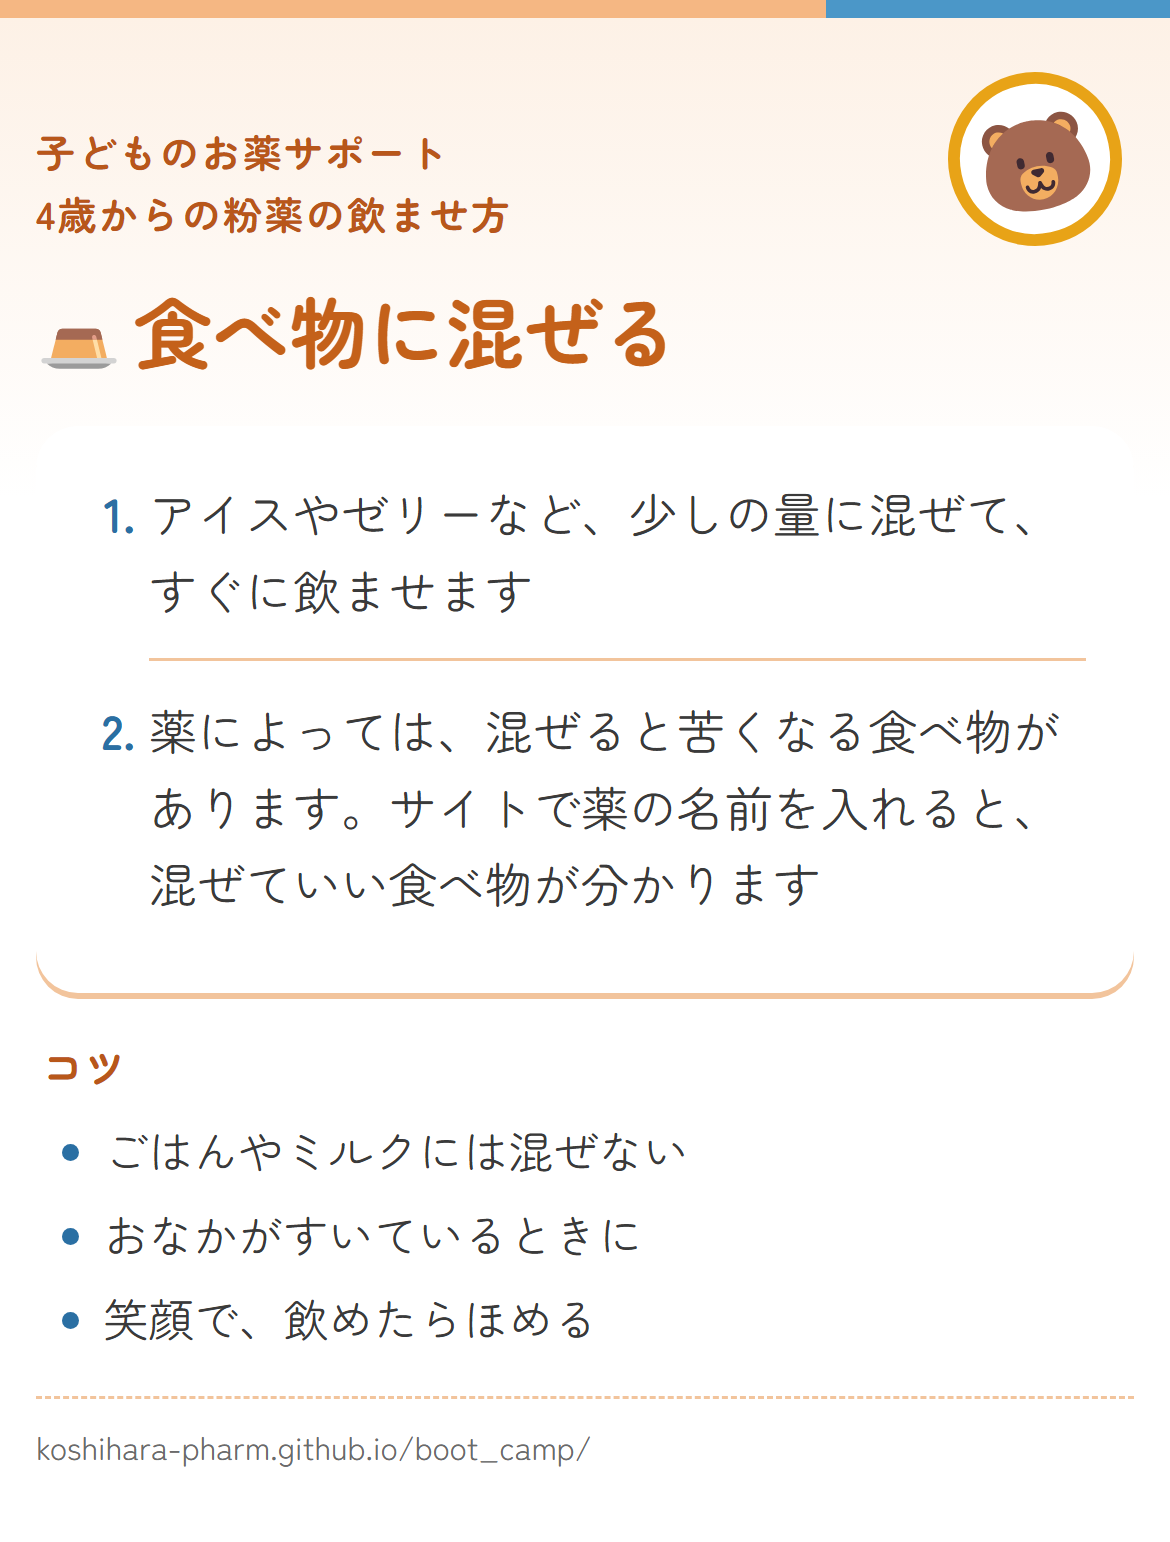 子どものお薬サポート
4歳からの粉薬の飲ませ方
食べ物に混ぜる
1. アイスやゼリーなど、少しの量に混ぜて、
すぐに飲ませます
2. 薬によっては、混ぜると苦くなる食べ物が
あります。サイトで薬の名前を入れると、
混ぜていい食べ物が分かります
コツ
ごはんやミルクには混ぜない
おなかがすいているときに
笑顔で、飲めたらほめる
koshihara-pharm.github.io/boot_camp/